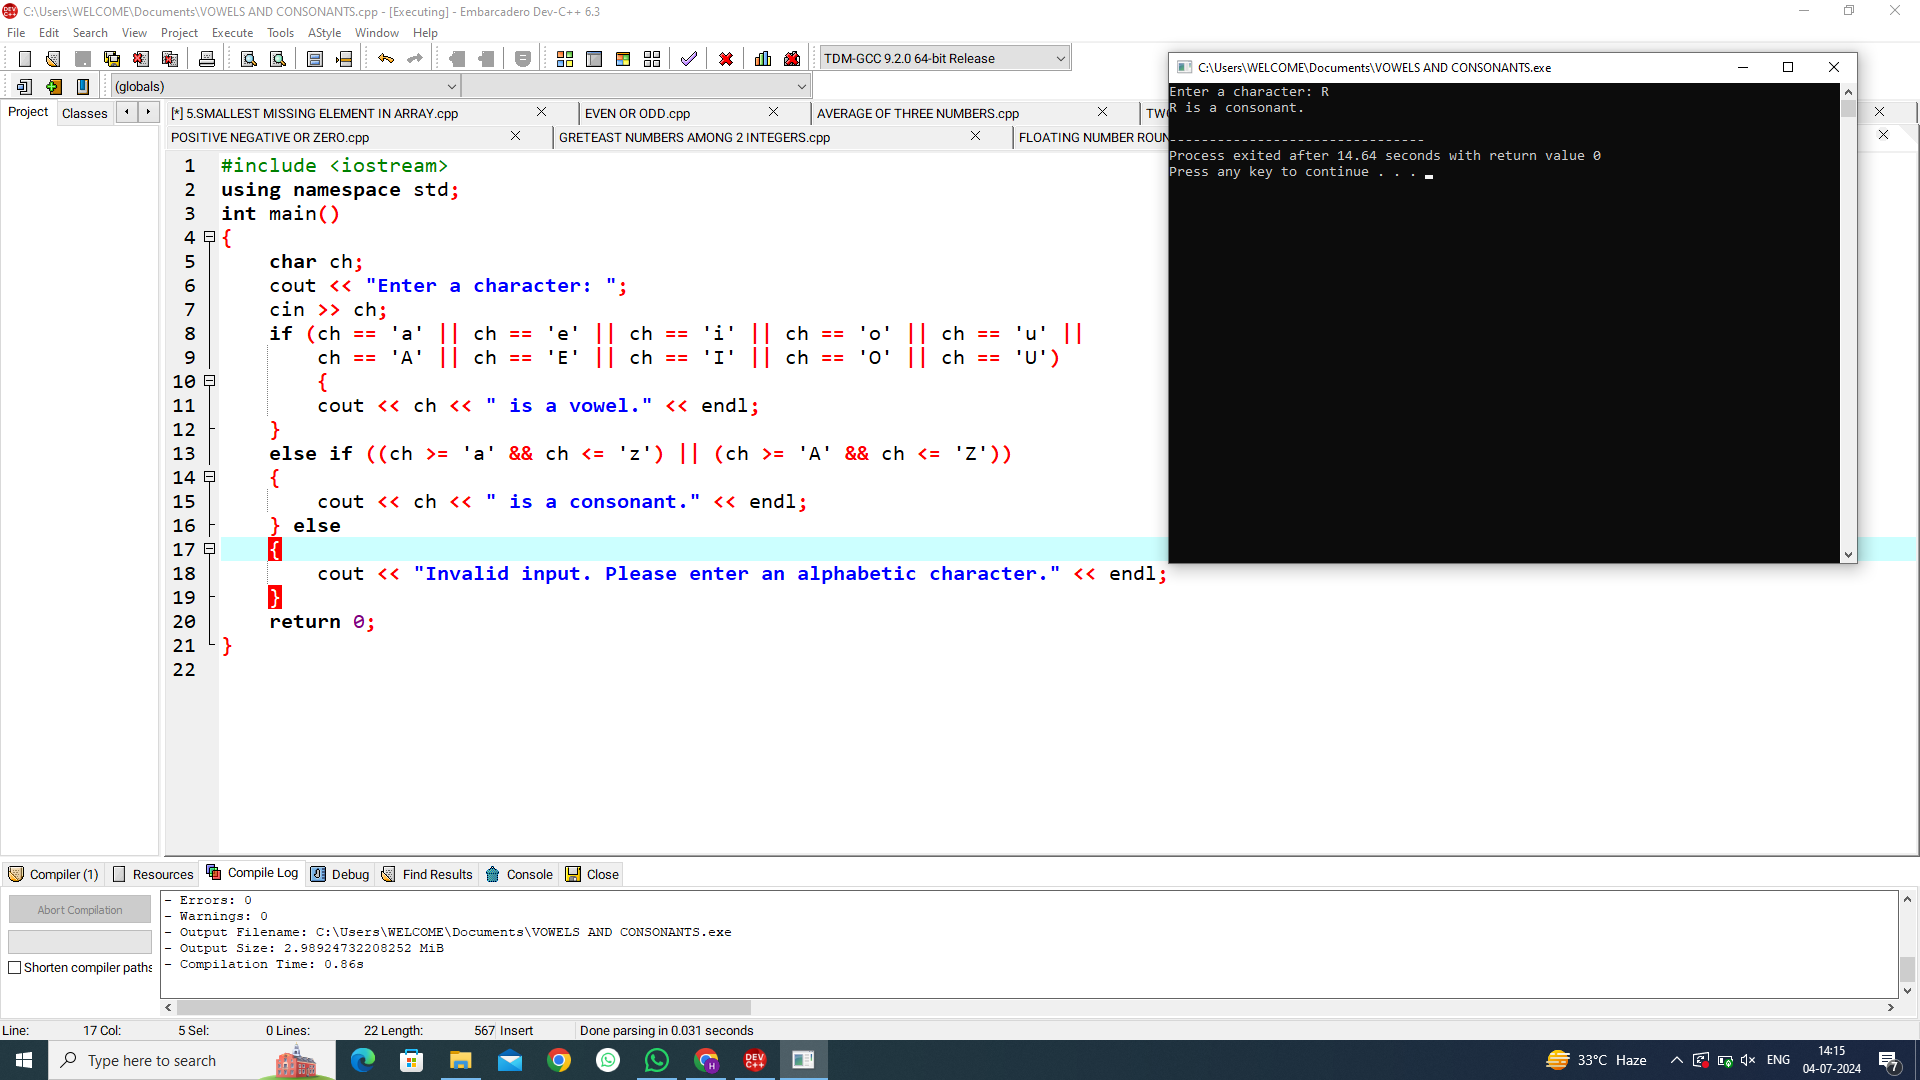 C:\Users\WELCOME\Documents\VOWELS AND CONSONANTS.cpp - [Executing] - Embarcadero Dev-C++ 6.3
File Edit Search View Project Execute Tools AStyle Window Help
TDM-GCC 9.2.0 64-bit Release
(globals)
Project Classes
[*] 5.SMALLEST MISSING ELEMENT IN ARRAY.cpp EVEN OR ODD.cpp AVERAGE OF THREE NUMBERS.cpp
POSITIVE NEGATIVE OR ZERO.cpp GRETEAST NUMBERS AMONG 2 INTEGERS.cpp FLOATING NUMBER
1 #include <iostream>
2 using namespace std;
3 int main()
4 {
5 char ch;
6 cout << "Enter a character: ";
7 cin >> ch;
8 if (ch == 'a' || ch == 'e' || ch == 'i' || ch == 'o' || ch == 'u' ||
9 ch == 'A' || ch == 'E' || ch == 'I' || ch == 'O' || ch == 'U')
10 {
11 cout << ch << " is a vowel." << endl;
12 }
13 else if ((ch >= 'a' && ch <= 'z') || (ch >= 'A' && ch <= 'Z'))
14 {
15 cout << ch << " is a consonant." << endl;
16 } else
17 {
18 cout << "Invalid input. Please enter an alphabetic character." << endl;
19 }
20 return 0;
21 }
22
C:\Users\WELCOME\Documents\VOWELS AND CONSONANTS.exe
Enter a character: R
R is a consonant.
--------------------------------
Process exited after 14.64 seconds with return value 0
Press any key to continue . . .
Compiler (1) Resources Compile Log Debug Find Results Console Close
Abort Compilation
Shorten compiler paths
- Errors: 0
- Warnings: 0
- Output Filename: C:\Users\WELCOME\Documents\VOWELS AND CONSONANTS.exe
- Output Size: 2.98924732208252 MiB
- Compilation Time: 0.86s
Line: 17 Col: 5 Sel: 0 Lines: 22 Length: 567 Insert Done parsing in 0.031 seconds
Type here to search
DEV C++
H
33°C Haze
ENG
14:15
04-07-2024
7